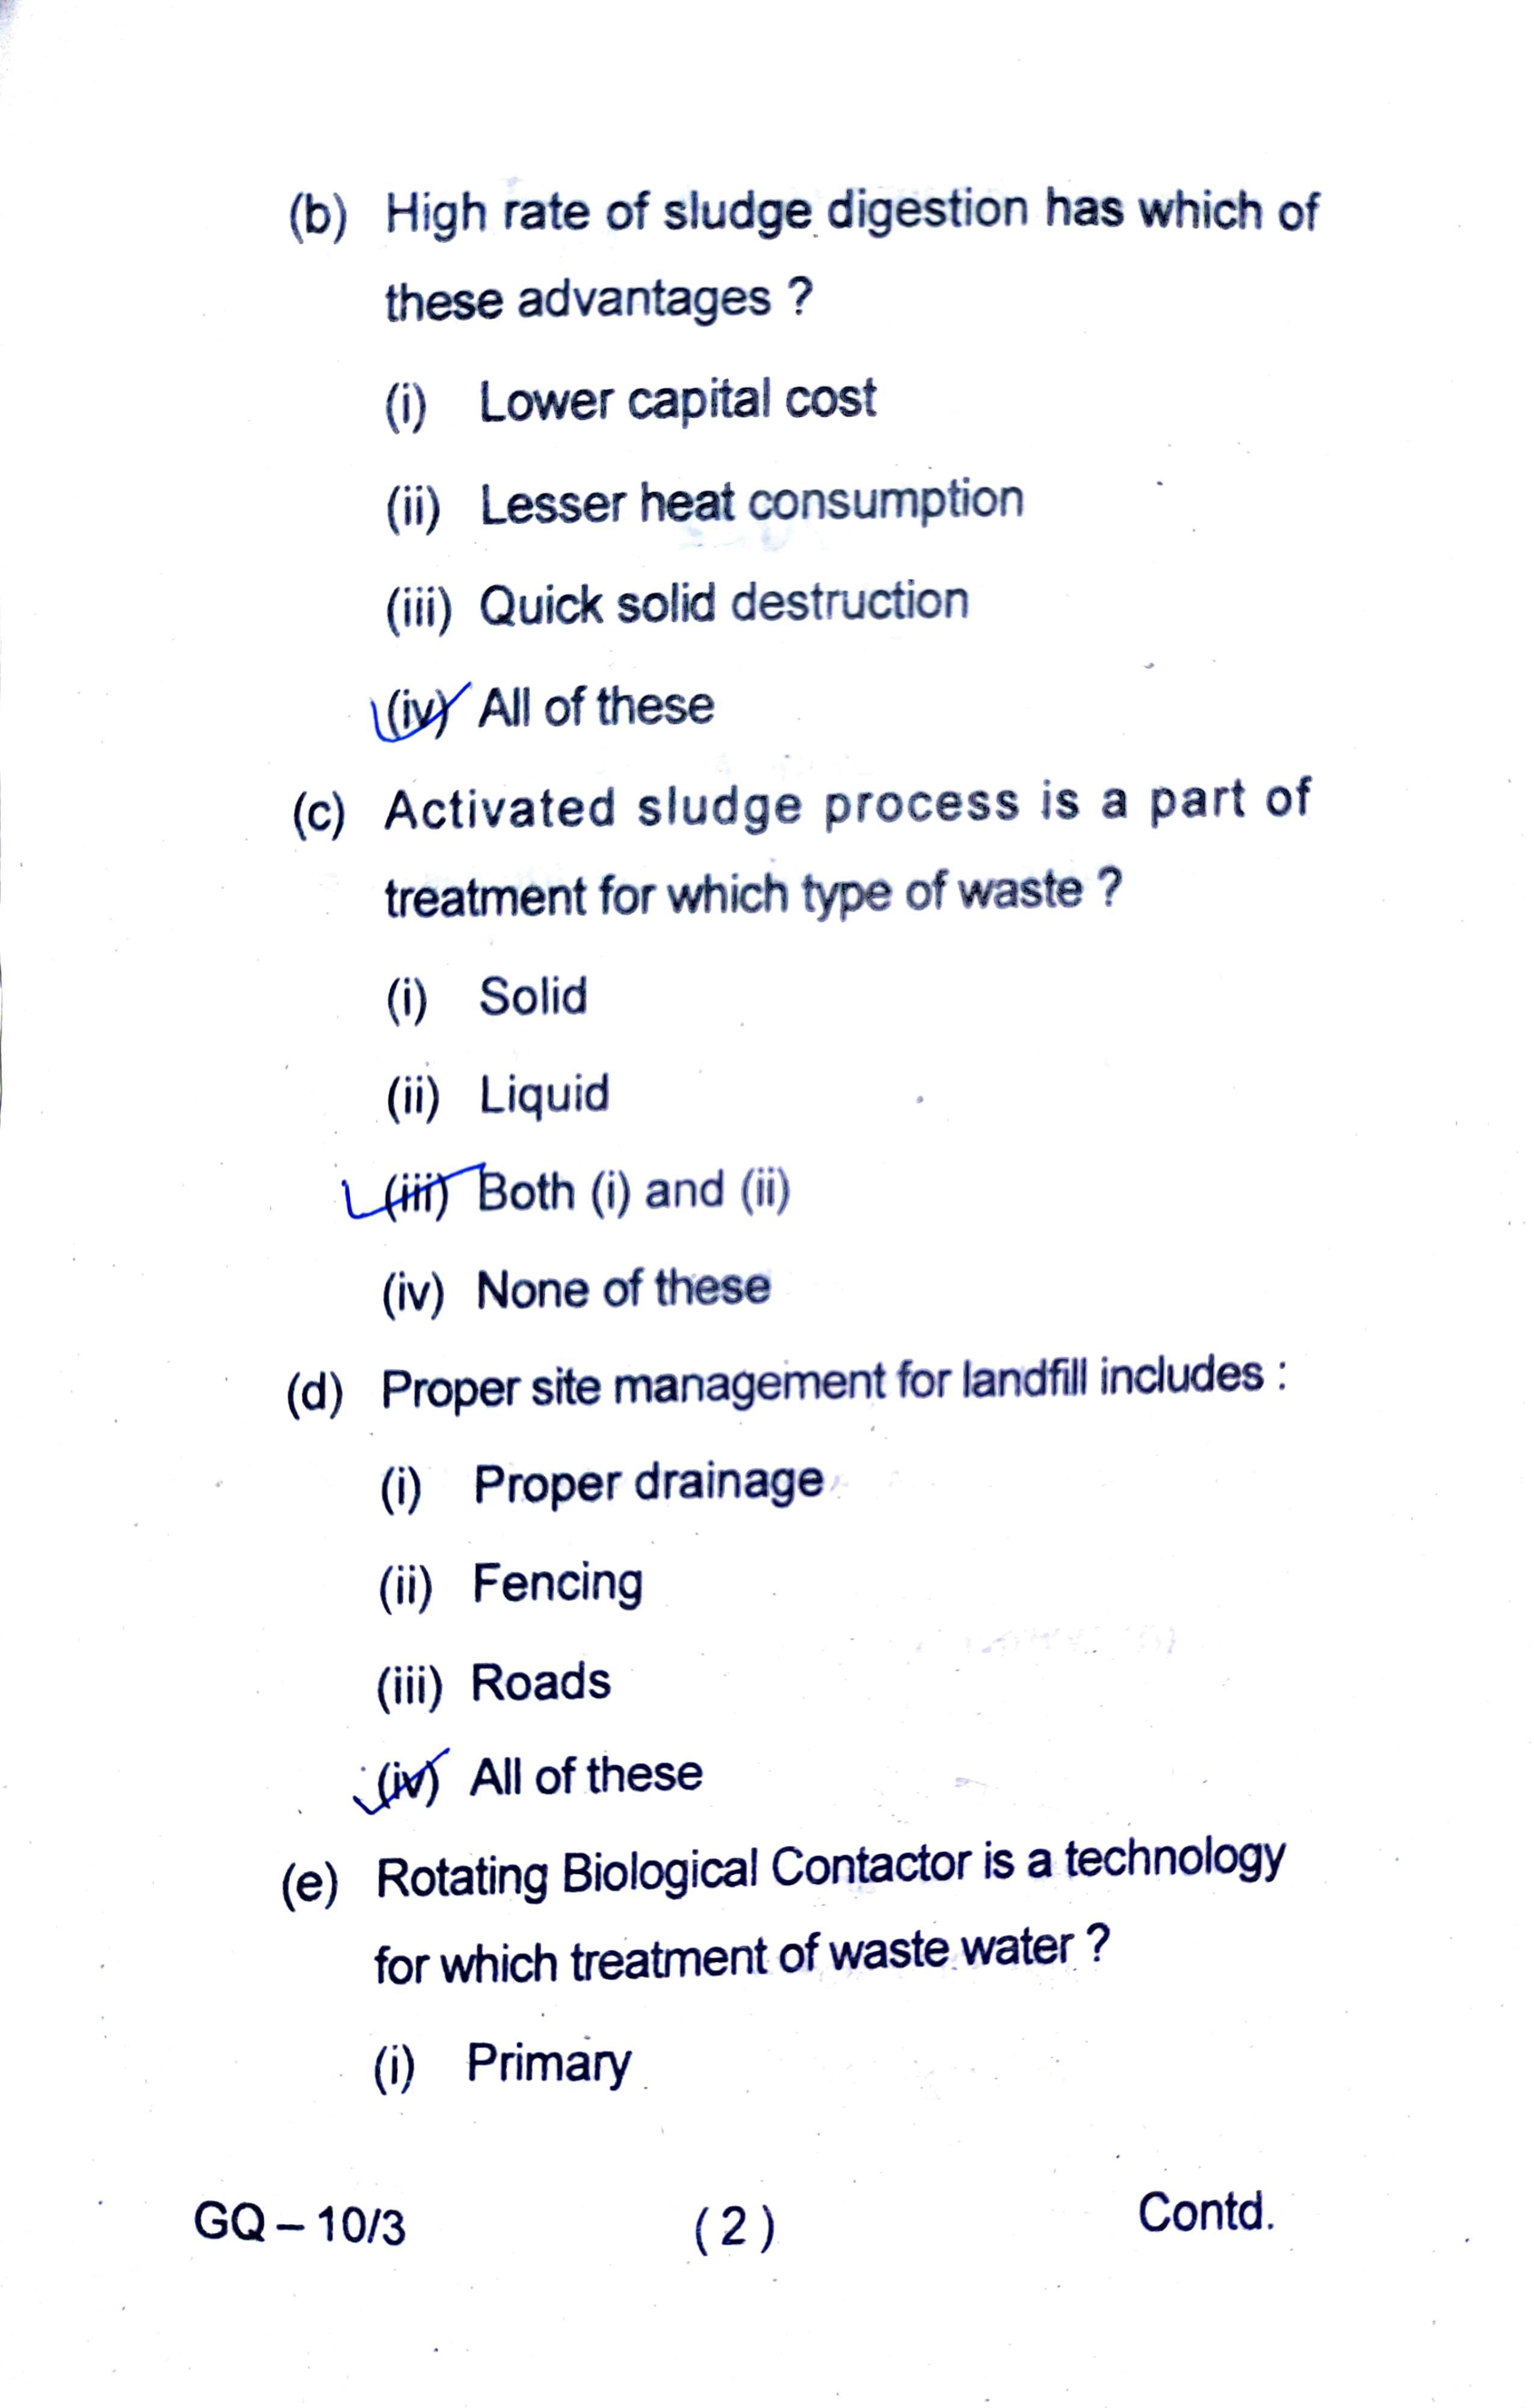 (b) High rate of sludge digestion has which of
these advantages ?
(i) Lower capital cost
(ii) Lesser heat consumption
(iii) Quick solid destruction
(iv) All of these
(c) Activated sludge process is a part of
treatment for which type of waste ?
(i) Solid
(ii) Liquid
(iii) Both (i) and (ii)
(iv) None of these
(d) Proper site management for landfill includes :
(i) Proper drainage
(ii) Fencing
(iii) Roads
(iv) All of these
(e) Rotating Biological Contactor is a technology
for which treatment of waste water ?
(i) Primary
GQ – 10/3 ( 2 ) Contd.